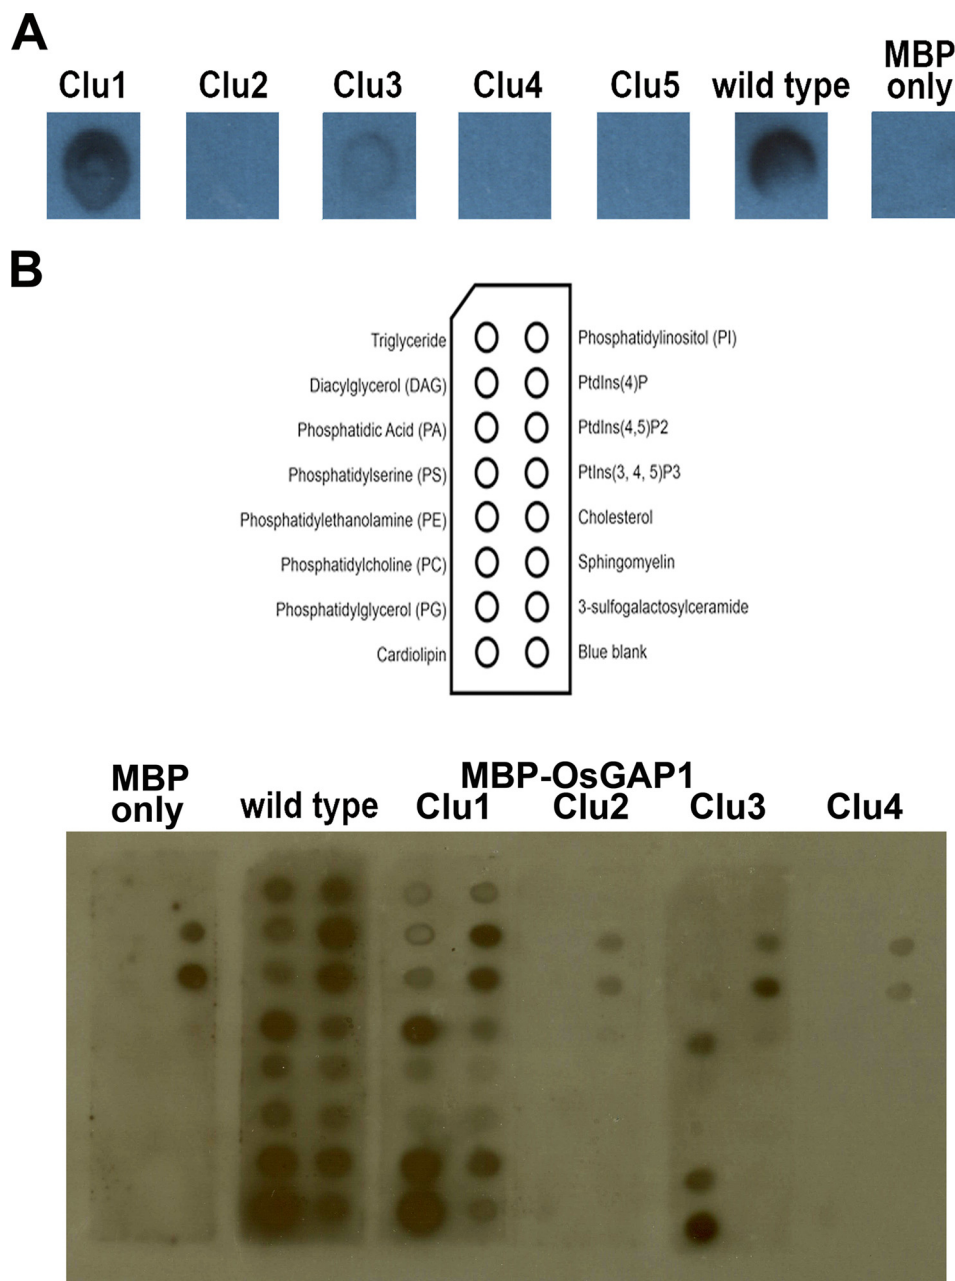 A
Clu1 Clu2 Clu3 Clu4 Clu5 wild type MBP only
B
Triglyceride Phosphatidylinositol (PI)
Diacylglycerol (DAG) PtdIns(4)P
Phosphatidic Acid (PA) PtdIns(4,5)P2
Phosphatidylserine (PS) PtIns(3, 4, 5)P3
Phosphatidylethanolamine (PE) Cholesterol
Phosphatidylcholine (PC) Sphingomyelin
Phosphatidylglycerol (PG) 3-sulfogalactosylceramide
Cardiolipin Blue blank
MBP only wild type MBP-OsGAP1
Clu1 Clu2 Clu3 Clu4